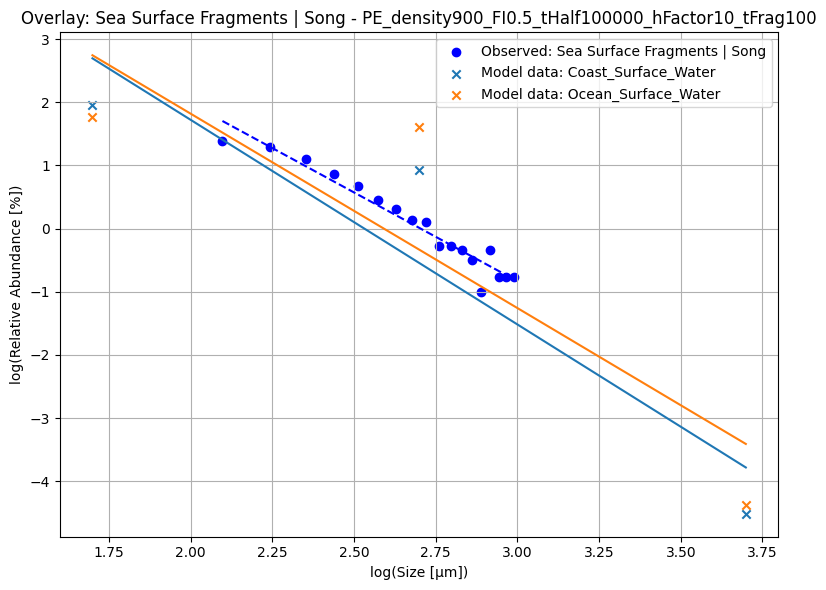 Overlay: Sea Surface Fragments | Song - PE_density900_FI0.5_tHalf100000_hFactor10_tFrag100
Observed: Sea Surface Fragments | Song
Model data: Coast_Surface_Water
Model data: Ocean_Surface_Water
log(Relative Abundance [%])
3
2
1
0
−1
−2
−3
−4
1.75
2.00
2.25
2.50
2.75
3.00
3.25
3.50
3.75
log(Size [µm])